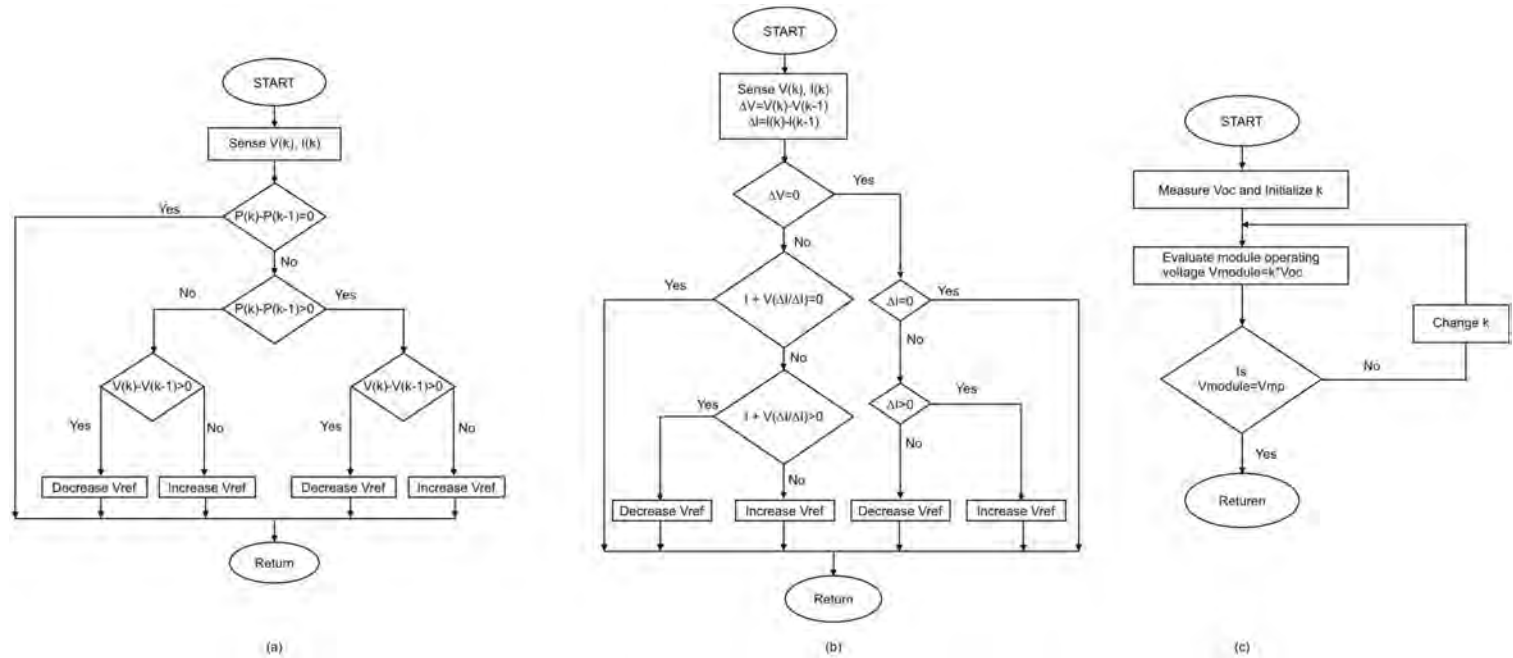 START
Sense V(k), I(k)
P(k)-P(k-1)=0
Yes
No
P(k)-P(k-1)>0
No
Yes
V(k)-V(k-1)>0
V(k)-V(k-1)>0
Yes
No
Yes
No
Decrease Vref
Increase Vref
Decrease Vref
Increase Vref
Return
(a)
START
Sense V(k), I(k)
ΔV=V(k)-V(k-1)
ΔI=I(k)-I(k-1)
ΔV=0
Yes
No
I + V(ΔI/ΔI)=0
Yes
ΔI=0
Yes
No
No
I + V(ΔI/ΔI)>0
Yes
ΔI>0
Yes
No
No
Decrease Vref
Increase Vref
Decrease Vref
Increase Vref
Return
(b)
START
Measure Voc and Initialize k
Evaluate module operating
voltage Vmodule=k*Voc
Change k
Is
Vmodule=Vmp
No
Yes
Returen
(c)